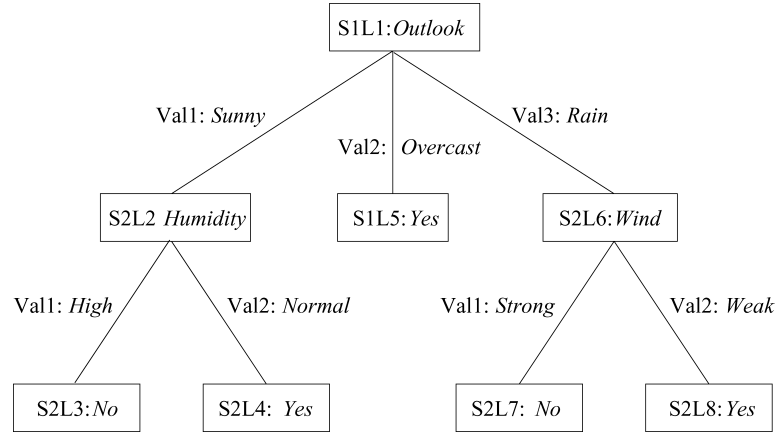 S1L1:Outlook
Val1: Sunny
Val2: Overcast
Val3: Rain
S2L2 Humidity
S1L5:Yes
S2L6:Wind
Val1: High
Val2: Normal
Val1: Strong
Val2: Weak
S2L3:No
S2L4: Yes
S2L7: No
S2L8:Yes